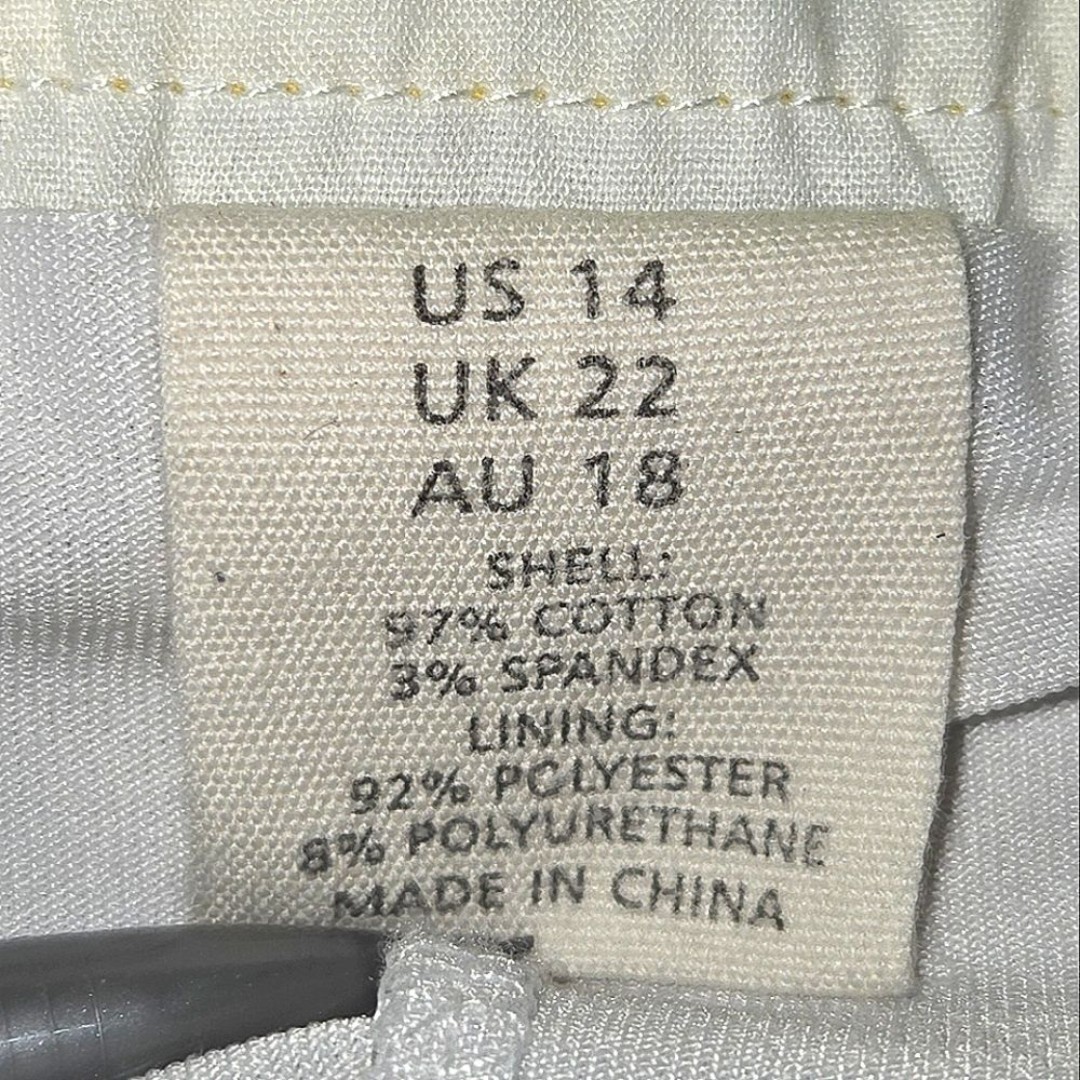 US 14
UK 22
AU 18
SHELL:
97% COTTON
3% SPANDEX
LINING:
92% POLYESTER
8% POLYURETHANE
MADE IN CHINA